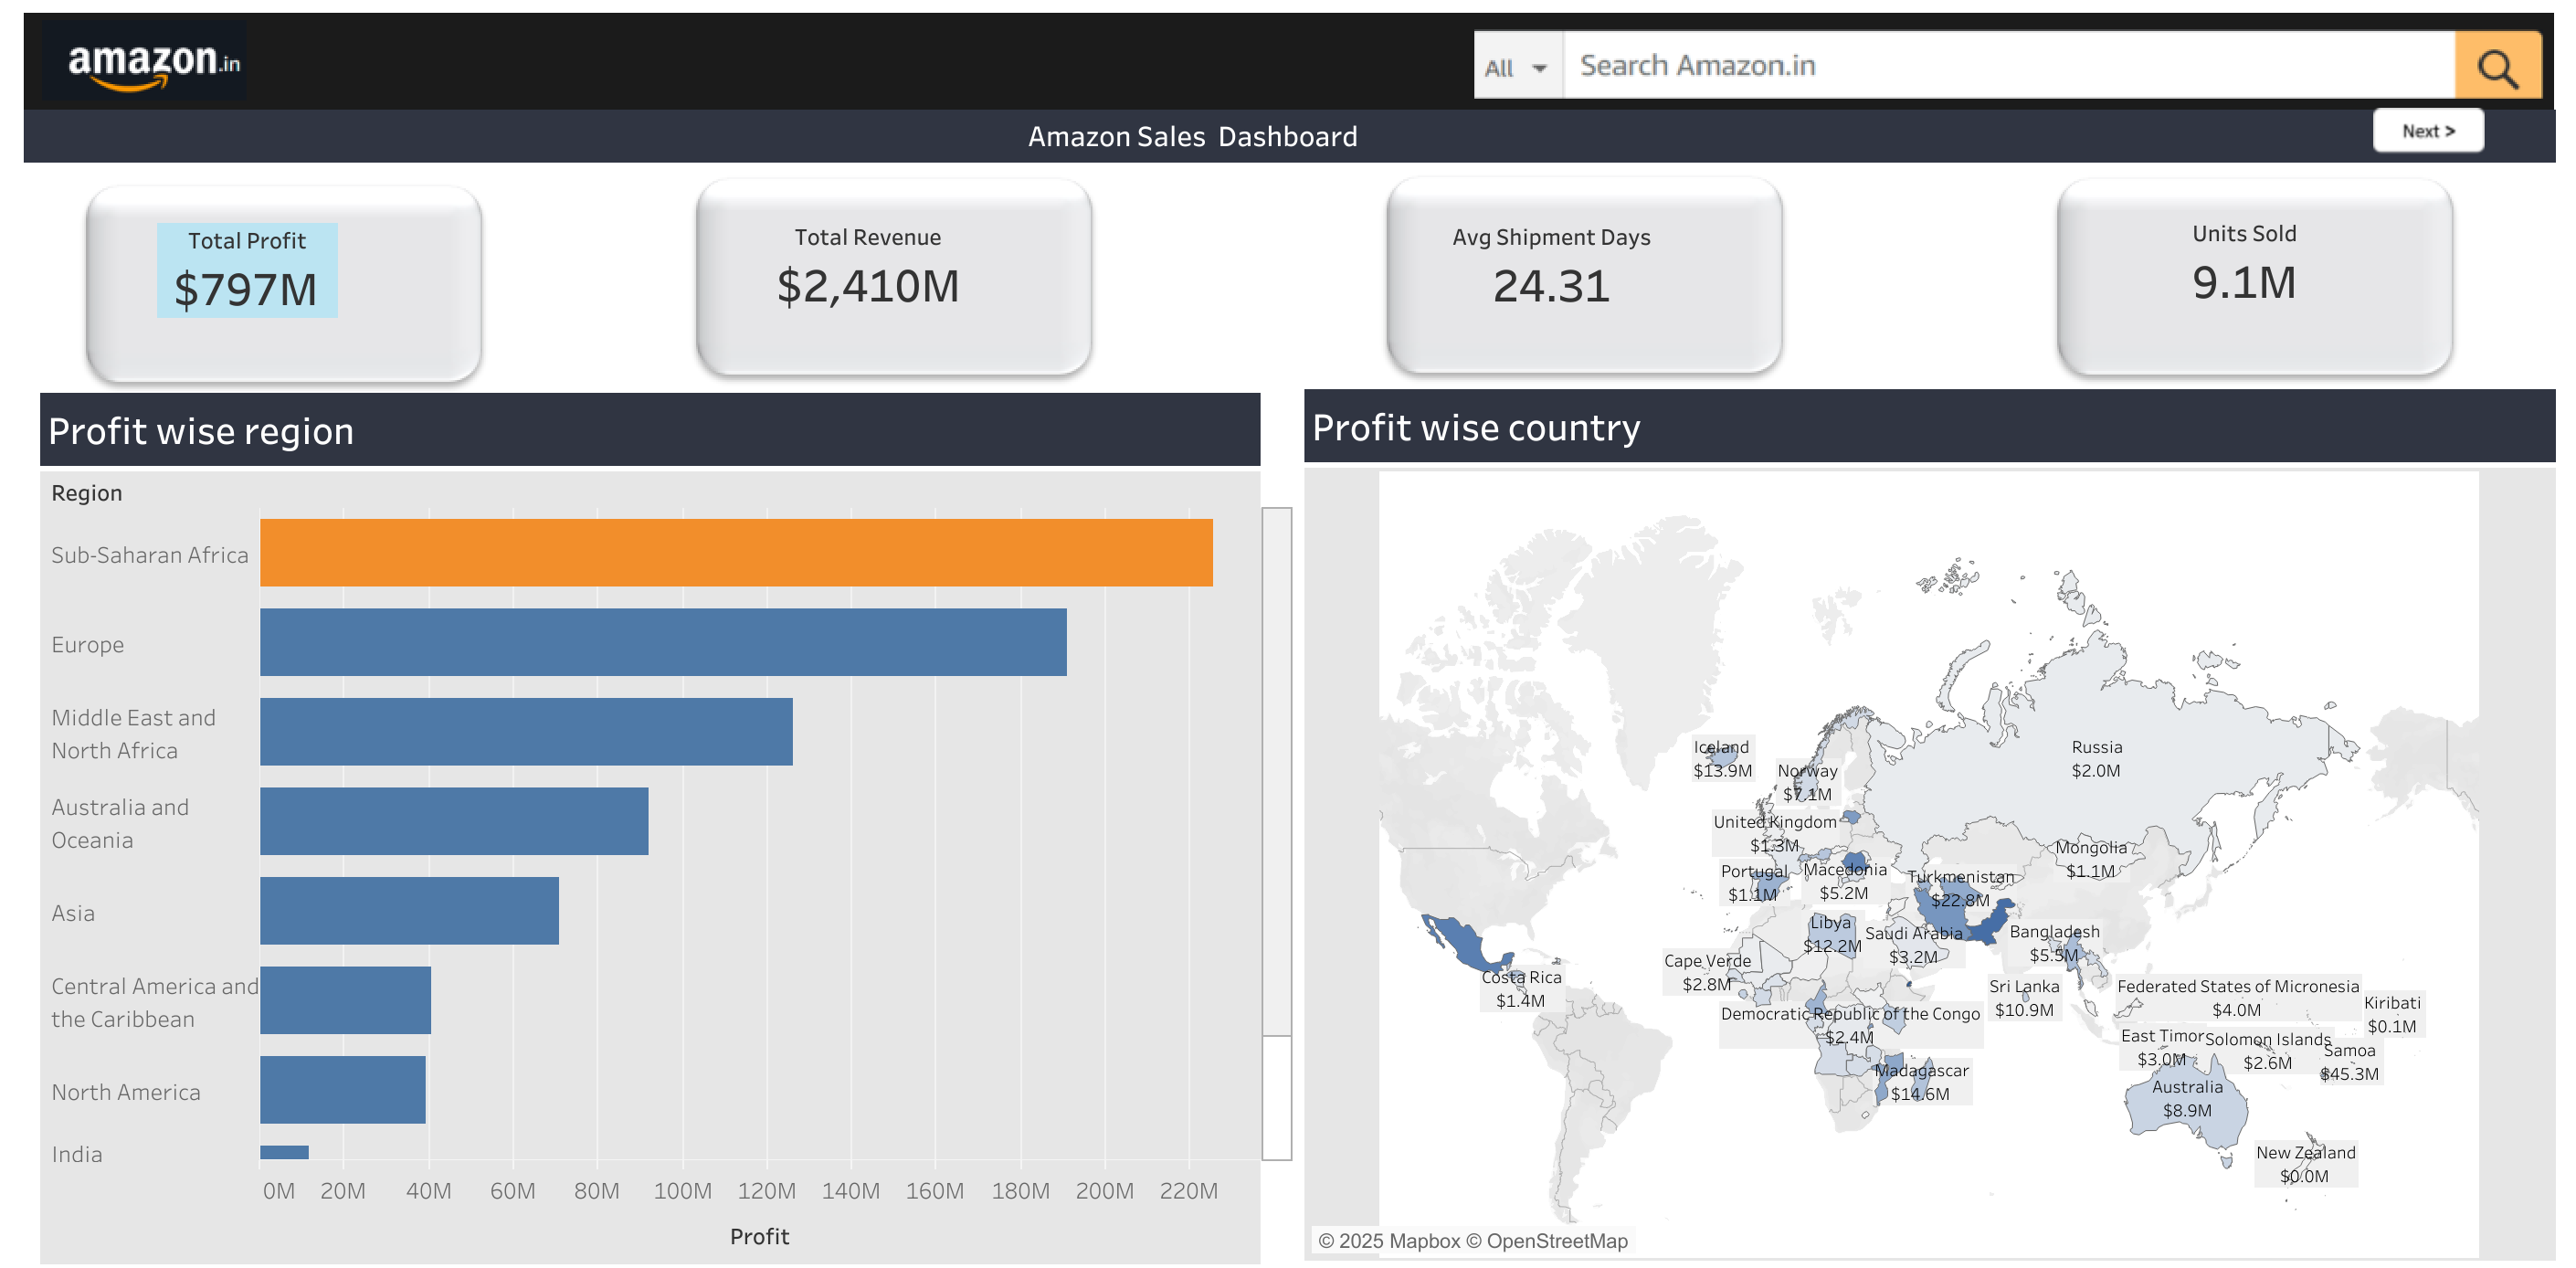 amazon.in
All
Search Amazon.in
Amazon Sales  Dashboard
Next >
Total Profit
$797M
Total Revenue
$2,410M
Avg Shipment Days
24.31
Units Sold
9.1M
Profit wise region
Region
Sub-Saharan Africa
Europe
Middle East and
North Africa
Australia and
Oceania
Asia
Central America and
the Caribbean
North America
India
0M 20M 40M 60M 80M 100M 120M 140M 160M 180M 200M 220M
Profit
Profit wise country
Iceland
$13.9M
Norway
$7.1M
Russia
$2.0M
United Kingdom
$1.3M
Mongolia
$1.1M
Portugal
$1.1M
Macedonia
$5.2M
Turkmenistan
$22.8M
Libya
$12.2M
Saudi Arabia
$3.2M
Bangladesh
$5.5M
Cape Verde
$2.8M
Costa Rica
$1.4M
Sri Lanka
$10.9M
Federated States of Micronesia
$4.0M
Kiribati
$0.1M
Democratic Republic of the Congo
$2.4M
East Timor
$3.0M
Solomon Islands
$2.6M
Samoa
$45.3M
Madagascar
$14.6M
Australia
$8.9M
New Zealand
$0.0M
© 2025 Mapbox © OpenStreetMap